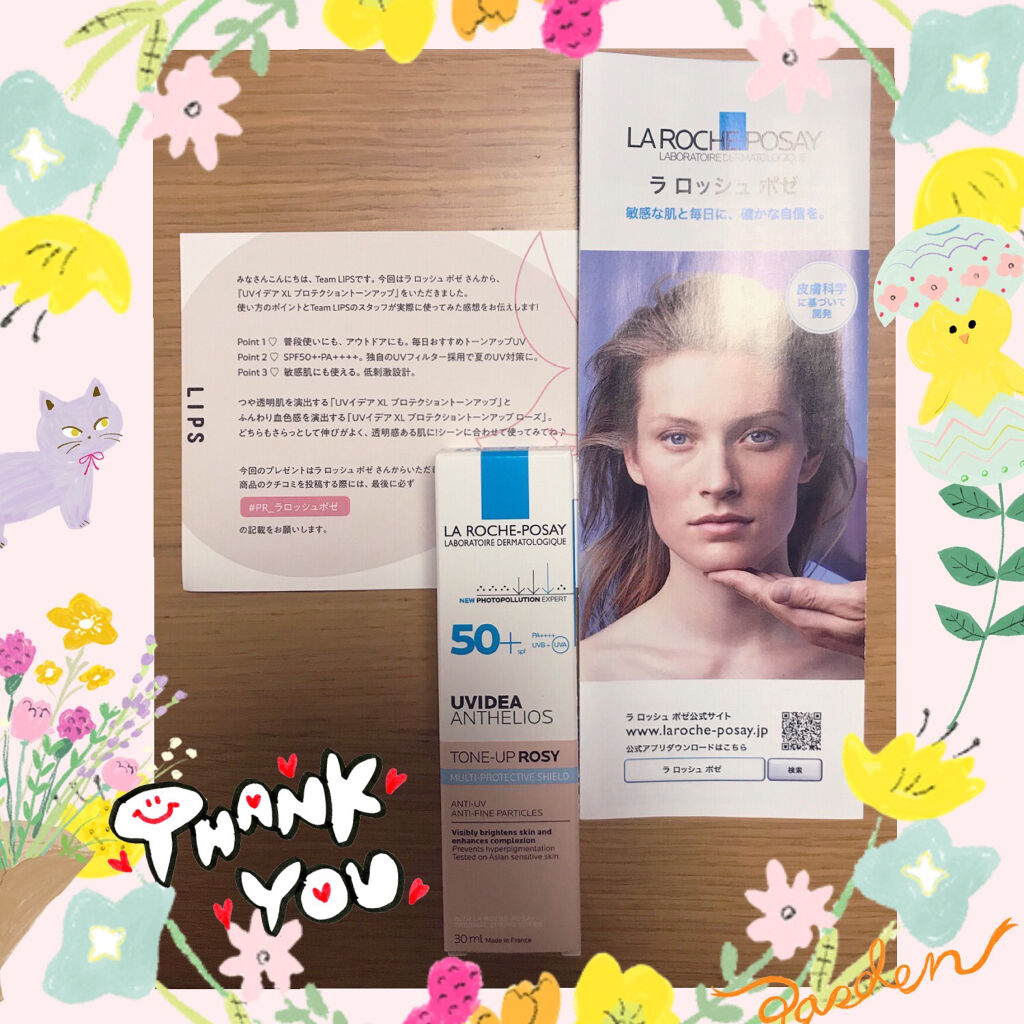 LA ROCHE-POSAY
LABORATOIRE DERMATOLOGIQUE
ラ ロッシュ ポゼ
敏感な肌と毎日に、確かな自信を。
皮膚科学
に基づいて
開発
みなさんこんにちは、Team LIPSです。今回はラ ロッシュ ポゼ さんから、
「UVイデア XL プロテクショントーンアップ」をいただきました。
使い方のポイントとTeam LIPSのスタッフが実際に使ってみた感想をお伝えします!
Point 1 ♡ 普段使いにも、アウトドアにも。毎日おすすめトーンアップUV
Point 2 ♡ SPF50+・PA++++。独自のUVフィルター採用で夏のUV対策に。
Point 3 ♡ 敏感肌にも使える。低刺激設計。
つや透明肌を演出する「UVイデア XL プロテクショントーンアップ」と
ふんわり血色感を演出する「UVイデア XL プロテクショントーンアップ ローズ」。
どちらもさらっとして伸びがよく、透明感ある肌に!シーンに合わせて使ってみてね♪
今回のプレゼントはラ ロッシュ ポゼ さんからいただ
商品のクチコミを投稿する際には、最後に必ず
#PR_ラロッシュポゼ
の記載をお願いします。
LIPS
LA ROCHE-POSAY
LABORATOIRE DERMATOLOGIQUE
NEW PHOTOPOLLUTION EXPERT
50+ spf
PA++++
UVB + UVA
UVIDEA
ANTHELIOS
TONE-UP ROSY
MULTI-PROTECTIVE SHIELD
ANTI-UV
ANTI-FINE PARTICLES
Visibly brightens skin and
enhances complexion
Prevents hyperpigmentation
Tested on Asian sensitive skin
30 ml Made in France
ラ ロッシュ ポゼ公式サイト
www.laroche-posay.jp
公式アプリダウンロードはこちら
ラ ロッシュ ポゼ
検索
THANK
YOU